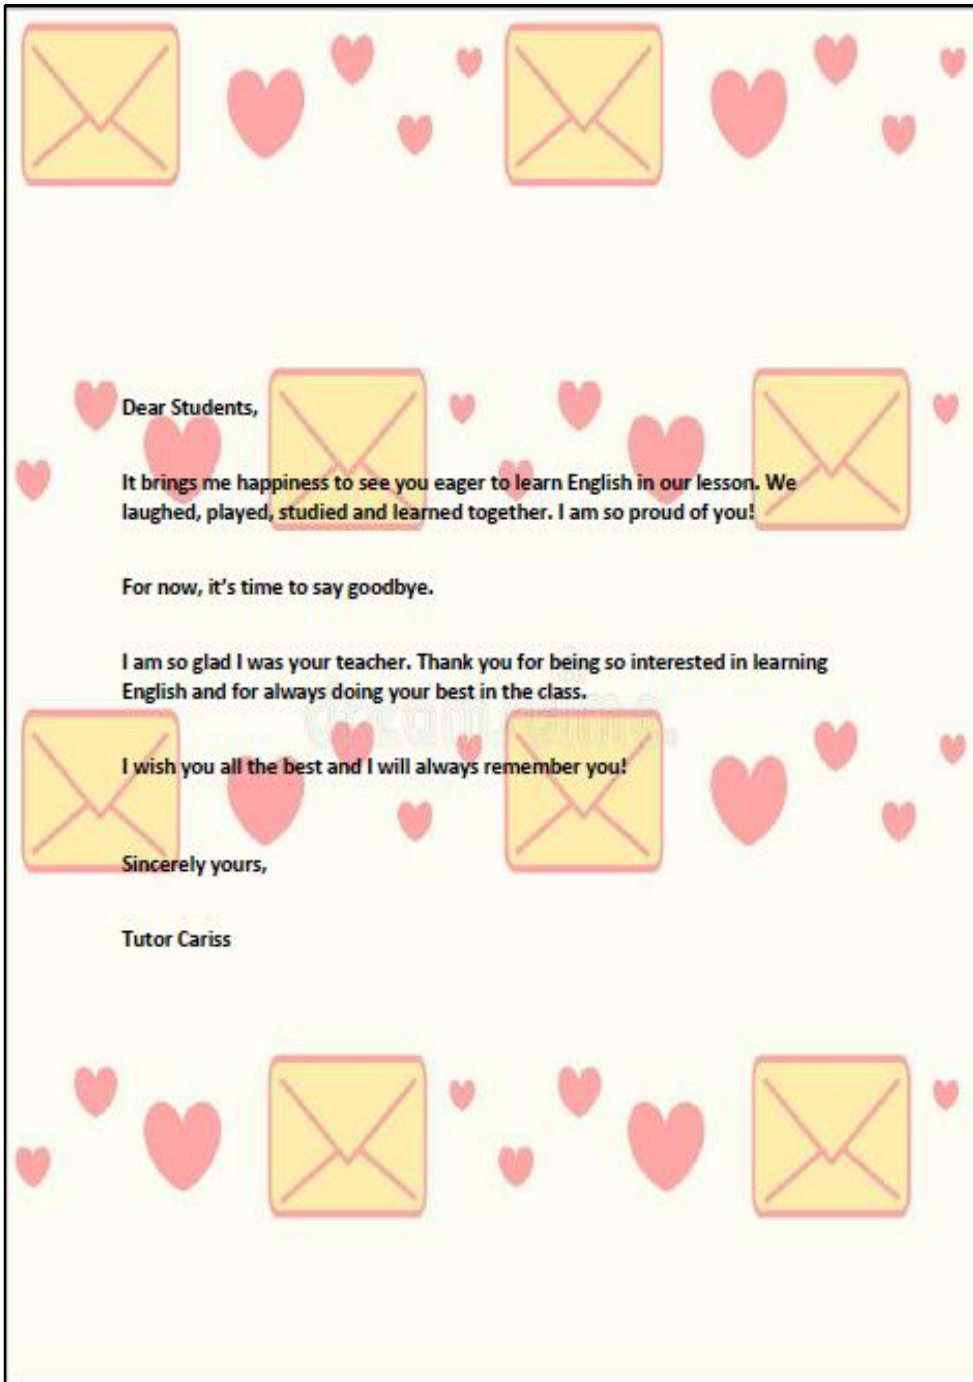 Dear Students,
It brings me happiness to see you eager to learn English in our lesson. We
laughed, played, studied and learned together. I am so proud of you!
For now, it's time to say goodbye.
I am so glad I was your teacher. Thank you for being so interested in learning
English and for always doing your best in the class.
dreamstime.
I wish you all the best and I will always remember you!
Sincerely yours,
Tutor Cariss